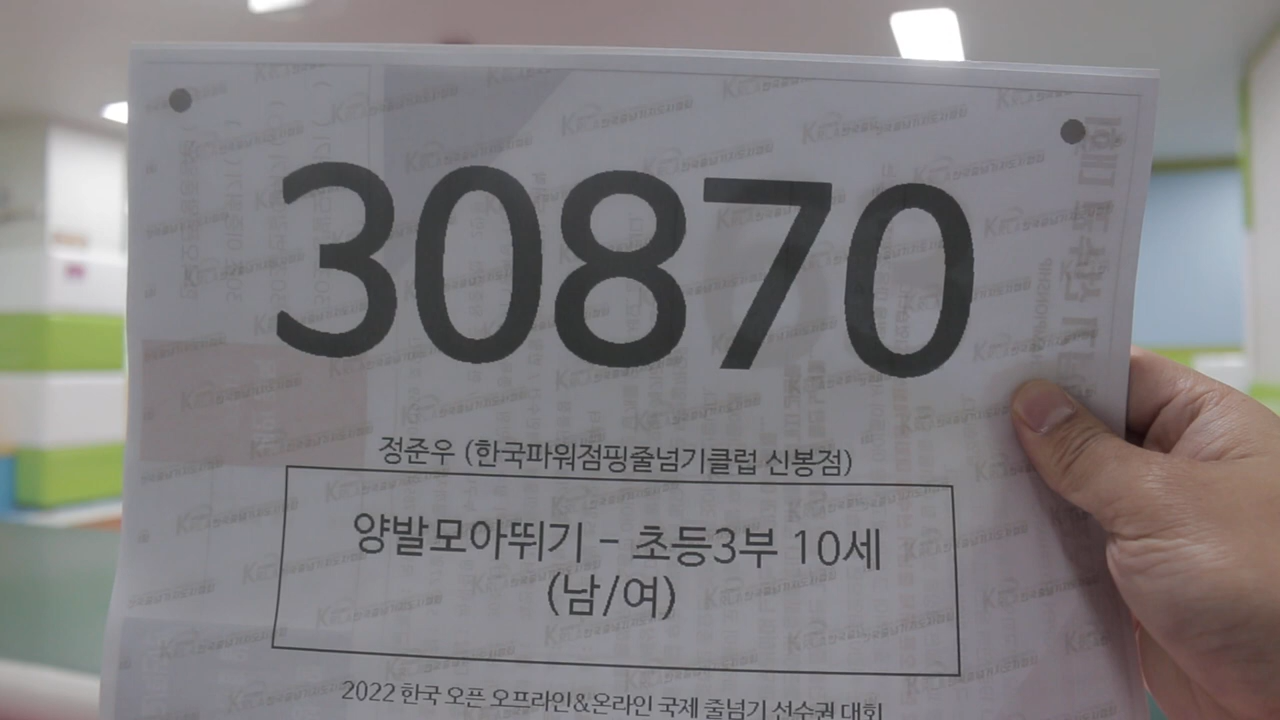 30870
정준우 (한국파워점핑줄넘기클럽 신봉점)
양발모아뛰기 - 초등3부 10세
(남/여)
2022 한국 오픈 오프라인&온라인 국제 줄넘기 선수권 대회